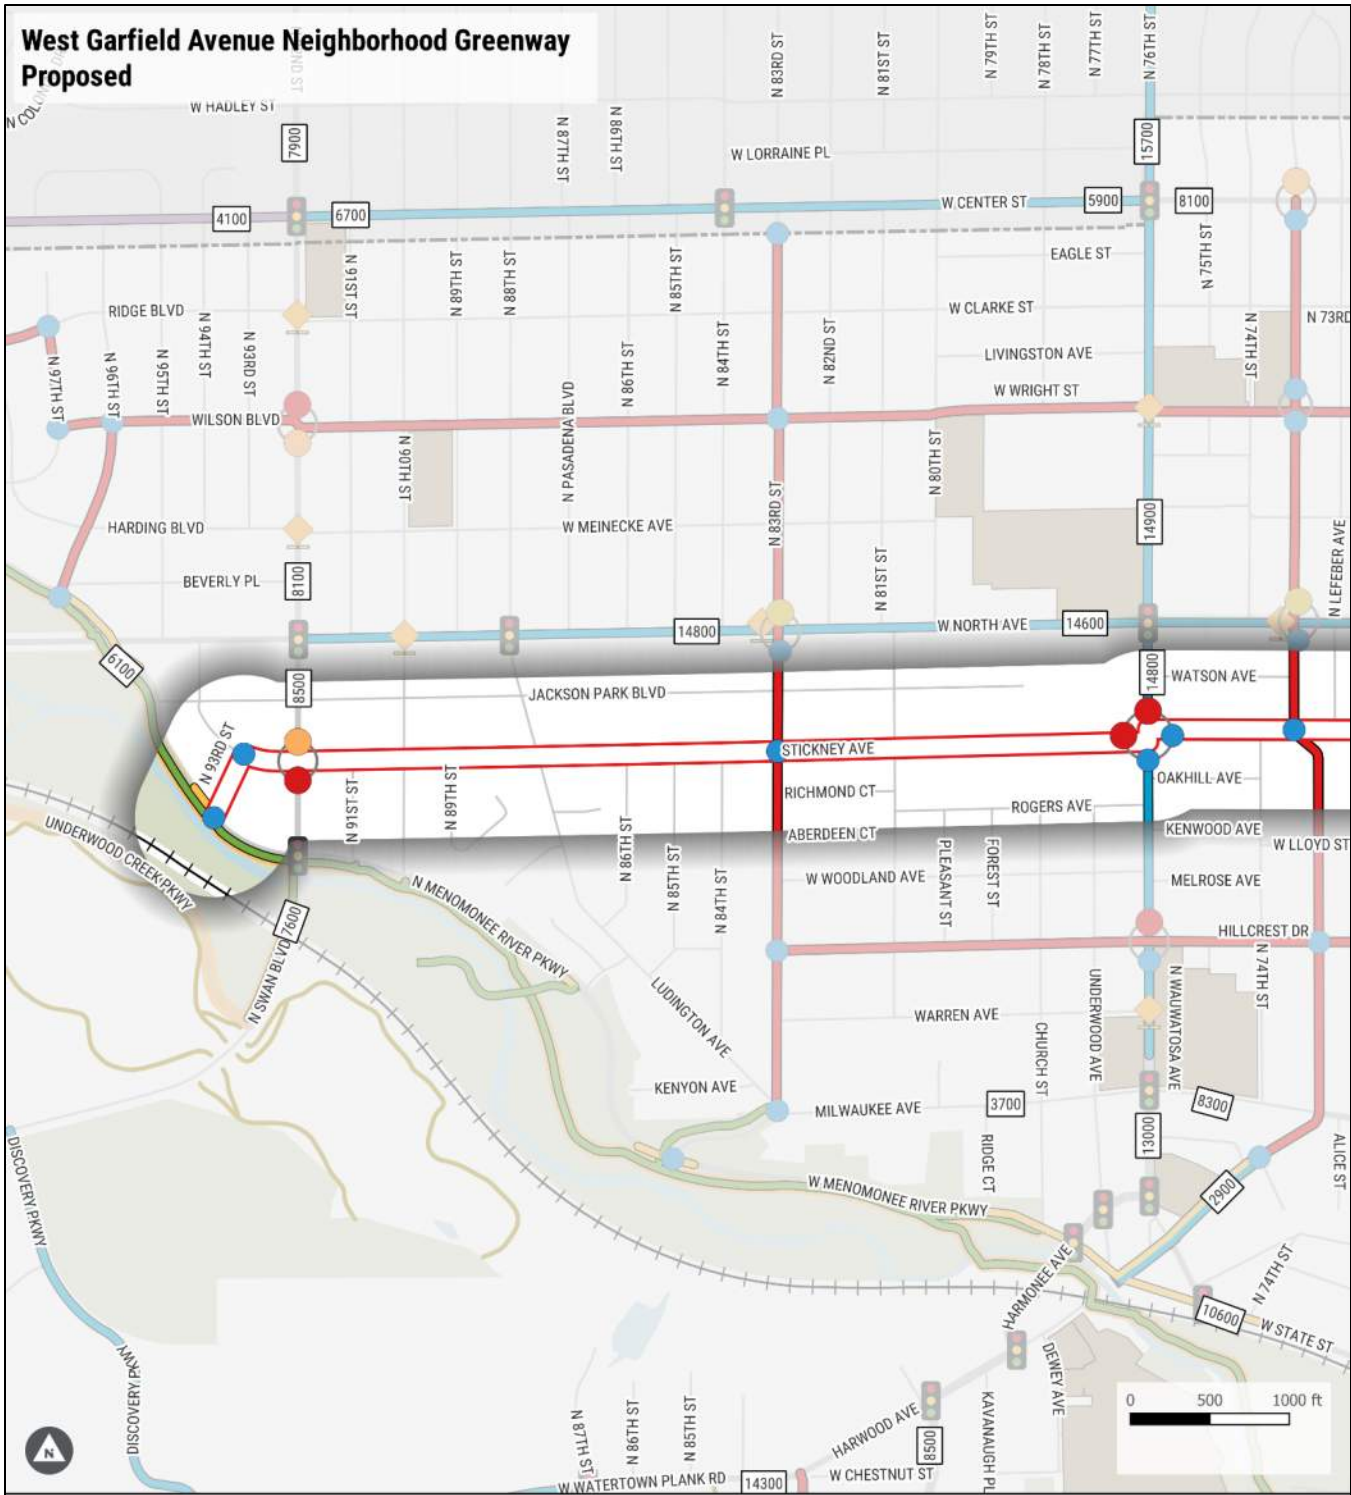 West Garfield Avenue Neighborhood Greenway
Proposed
N 83RD ST
N 81ST ST
N 79TH ST
N 78TH ST
N 77TH ST
N 76TH ST
W HADLEY ST
7900
N 87TH ST
N 86TH ST
W LORRAINE PL
15700
4100
6700
W CENTER ST
5900
8100
EAGLE ST
N 75TH ST
N 91ST ST
N 89TH ST
N 88TH ST
N 85TH ST
RIDGE BLVD
W CLARKE ST
N 73RD
N 94TH ST
N 93RD ST
N 84TH ST
N 82ND ST
N 74TH ST
LIVINGSTON AVE
N 97TH ST
N 96TH ST
N 95TH ST
N 86TH ST
W WRIGHT ST
WILSON BLVD
N PASADENA BLVD
N 90TH ST
N 80TH ST
N 83RD ST
14900
HARDING BLVD
W MEINECKE AVE
N LEFEBER AVE
BEVERLY PL
8100
N 81ST ST
14800
W NORTH AVE
14600
6100
8500
JACKSON PARK BLVD
14800
WATSON AVE
N 93RD ST
STICKNEY AVE
OAKHILL AVE
N 91ST ST
N 89TH ST
RICHMOND CT
ROGERS AVE
UNDERWOOD CREEK PKWY
N 86TH ST
ABERDEEN CT
KENWOOD AVE
W LLOYD ST
N 85TH ST
N 84TH ST
W WOODLAND AVE
PLEASANT ST
FOREST ST
MELROSE AVE
N MENOMONEE RIVER PKWY
7600
HILLCREST DR
N SWAN BLVD
LUDINGTON AVE
WARREN AVE
UNDERWOOD AVE
N WAUWATOSA AVE
N 74TH ST
CHURCH ST
KENYON AVE
MILWAUKEE AVE
3700
8300
DISCOVERY PKWY
RIDGE CT
13000
ALICE ST
W MENOMONEE RIVER PKWY
2900
HARMONEE AVE
N 74TH ST
10600
W STATE ST
DISCOVERY PKWY
DEWEY AVE
0 500 1000 ft
N 87TH ST
N 86TH ST
N 85TH ST
HARWOOD AVE
8500
KAVANAUGH PL
N
W WATERTOWN PLANK RD
14300
W CHESTNUT ST